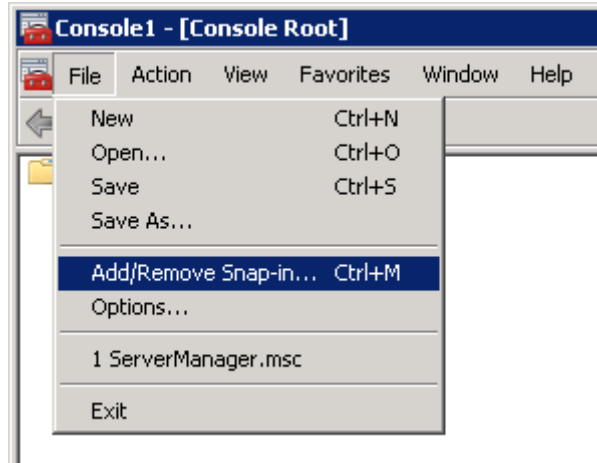 Console1 - [Console Root]
File Action View Favorites Window Help
New Ctrl+N
Open... Ctrl+O
Save Ctrl+S
Save As...
Add/Remove Snap-in... Ctrl+M
Options...
1 ServerManager.msc
Exit